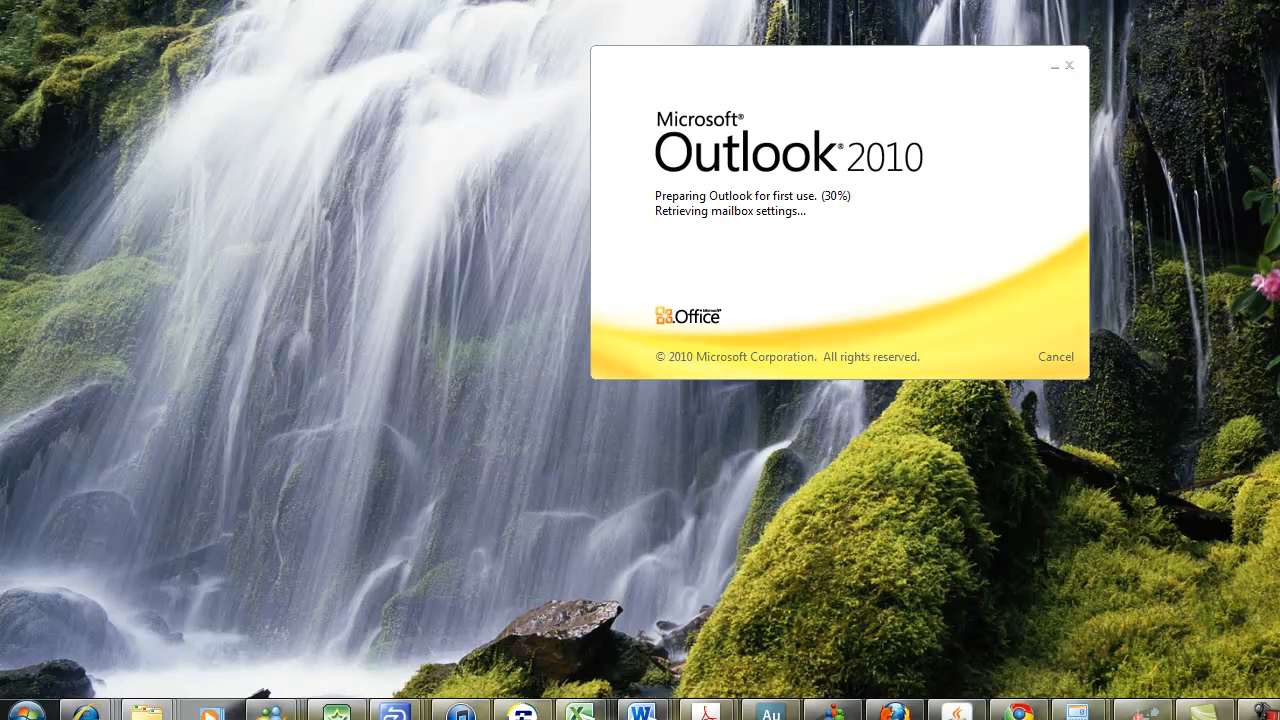 Microsoft®
Outlook® 2010
Preparing Outlook for first use. (30%)
Retrieving mailbox settings...
Microsoft®
Office
© 2010 Microsoft Corporation.  All rights reserved.
Cancel
Au